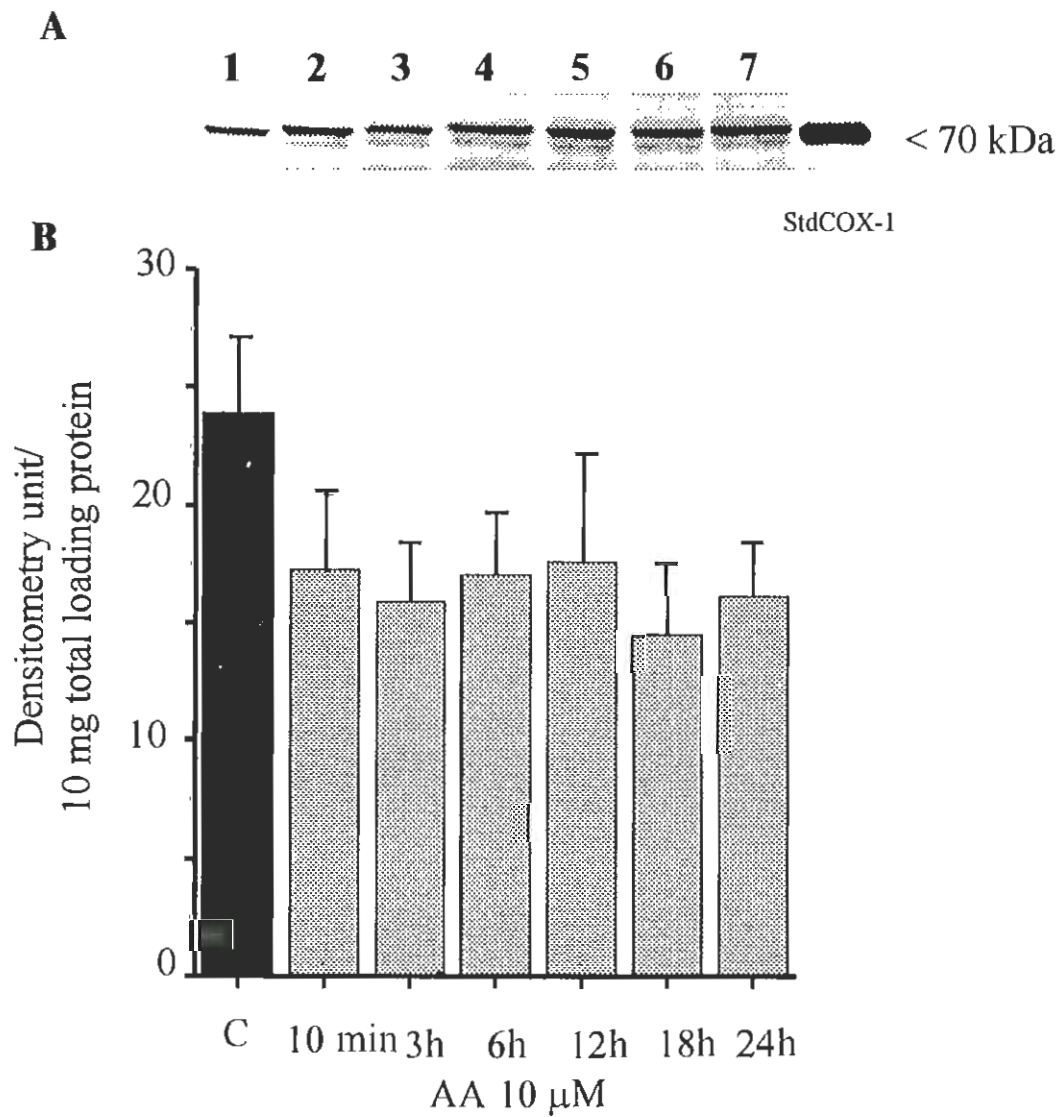 A
1 2 3 4 5 6 7
< 70 kDa
StdCOX-1
B
Densitometry unit/
10 mg total loading protein
30
20
10
0
C 10 min 3h 6h 12h 18h 24h
AA 10 μM